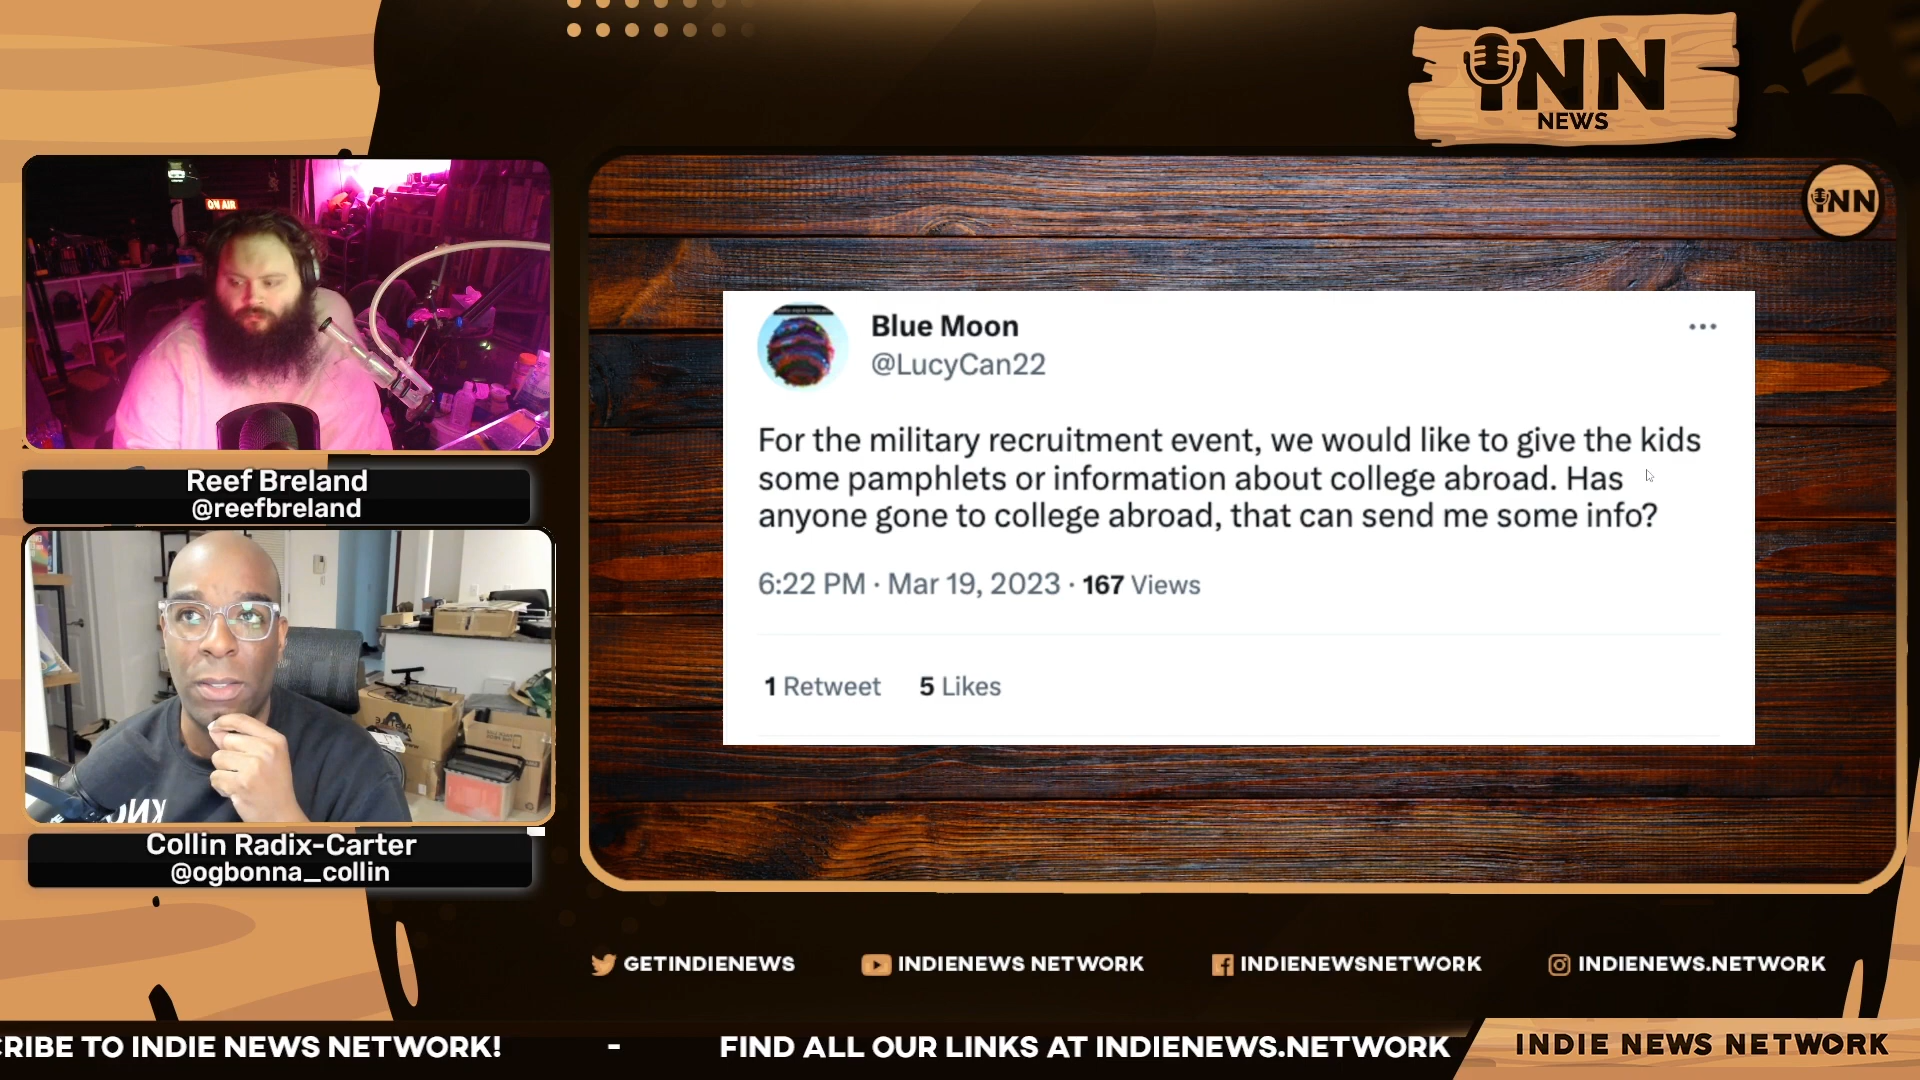 iNN
NEWS
iNN
ON AIR
Reef Breland
@reefbreland
Collin Radix-Carter
@ogbonna_collin
Blue Moon
@LucyCan22
For the military recruitment event, we would like to give the kids
some pamphlets or information about college abroad. Has
anyone gone to college abroad, that can send me some info?
6:22 PM · Mar 19, 2023 · 167 Views
1 Retweet 5 Likes
GETINDIENEWS
INDIENEWS NETWORK
INDIENEWSNETWORK
INDIENEWS.NETWORK
CRIBE TO INDIE NEWS NETWORK! - FIND ALL OUR LINKS AT INDIENEWS.NETWORK
INDIE NEWS NETWORK